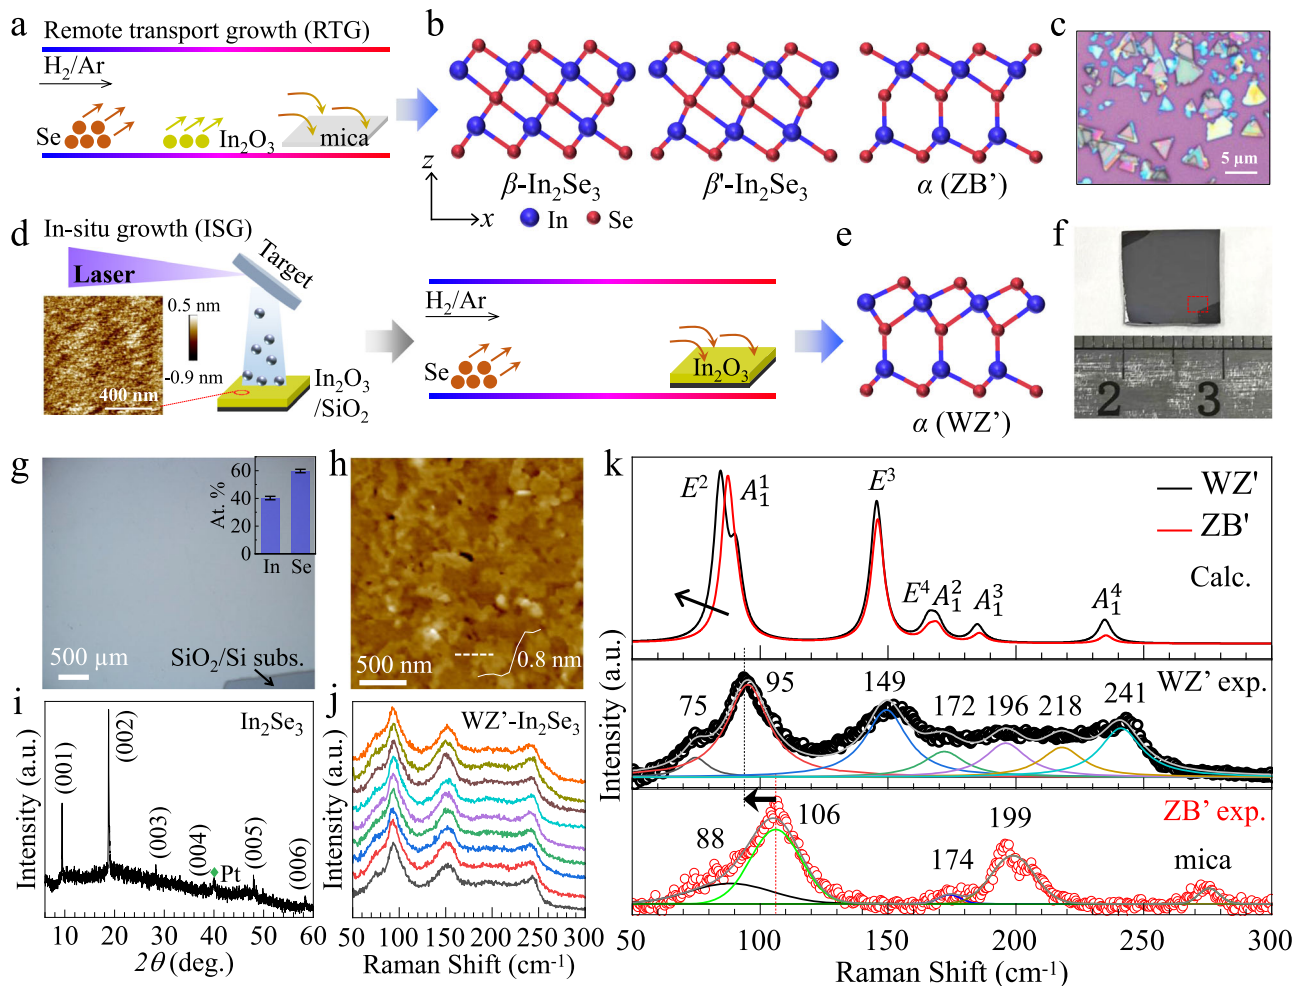 a
Remote transport growth (RTG)
H2/Ar
Se
In2O3
mica
b
β-In2Se3
β'-In2Se3
α (ZB’)
z
x
In
Se
c
5 μm
d
In-situ growth (ISG)
Laser
Target
0.5 nm
-0.9 nm
400 nm
In2O3
/SiO2
H2/Ar
Se
In2O3
e
α (WZ’)
f
2 3
g
At. %
60
40
20
0
In Se
500 μm
SiO2/Si subs.
h
500 nm
0.8 nm
i
In2Se3
(001)
(002)
(003)
(004)
Pt
(005)
(006)
Intensity (a.u.)
10 20 30 40 50 60
2θ (deg.)
j
WZ’-In2Se3
Intensity (a.u.)
50 100 150 200 250 300
Raman Shift (cm-1)
k
E2 A11 E3 E4 A12 A13 A14
WZ'
ZB'
Calc.
WZ’ exp.
75 95 149 172 196 218 241
ZB’ exp.
mica
88 106 174 199
Intensity (a.u.)
50 100 150 200 250 300
Raman Shift (cm-1)